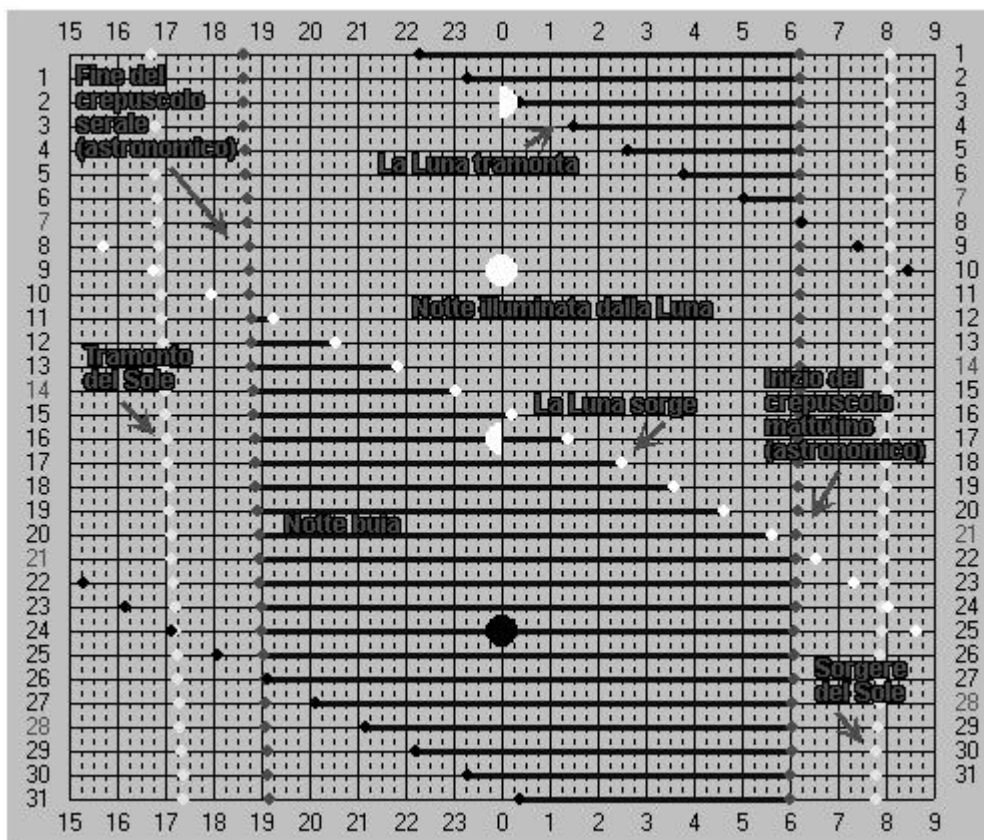 15 16 17 18 19 20 21 22 23 0 1 2 3 4 5 6 7 8 9
1
1 2
Fine del
2 3
crepuscolo
3 4
serale
4 5
(astronomico)
La Luna tramonta
5 6
6 7
7 8
8 9
9 10
10 11
Notte illuminata dalla Luna
11 12
12 13
Tramonto
del Sole
13 14
Inizio del
crepuscolo
mattutino
(astronomico)
14 15
La Luna sorge
15 16
16 17
17 18
18 19
19 20
Notte buia
20 21
21 22
22 23
23 24
24 25
25 26
Sorgere
del Sole
26 27
27 28
28 29
29 30
30 31
31
15 16 17 18 19 20 21 22 23 0 1 2 3 4 5 6 7 8 9